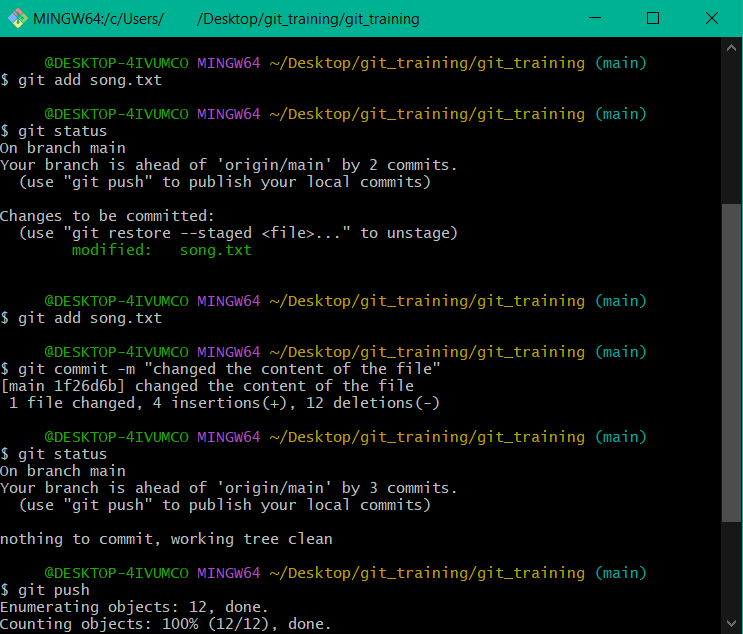 MINGW64:/c/Users/ /Desktop/git_training/git_training
@DESKTOP-4IVUMCO MINGW64 ~/Desktop/git_training/git_training (main)
$ git add song.txt
@DESKTOP-4IVUMCO MINGW64 ~/Desktop/git_training/git_training (main)
$ git status
On branch main
Your branch is ahead of 'origin/main' by 2 commits.
  (use "git push" to publish your local commits)
Changes to be committed:
  (use "git restore --staged <file>..." to unstage)
        modified:   song.txt
@DESKTOP-4IVUMCO MINGW64 ~/Desktop/git_training/git_training (main)
$ git add song.txt
@DESKTOP-4IVUMCO MINGW64 ~/Desktop/git_training/git_training (main)
$ git commit -m "changed the content of the file"
[main 1f26d6b] changed the content of the file
 1 file changed, 4 insertions(+), 12 deletions(-)
@DESKTOP-4IVUMCO MINGW64 ~/Desktop/git_training/git_training (main)
$ git status
On branch main
Your branch is ahead of 'origin/main' by 3 commits.
  (use "git push" to publish your local commits)
nothing to commit, working tree clean
@DESKTOP-4IVUMCO MINGW64 ~/Desktop/git_training/git_training (main)
$ git push
Enumerating objects: 12, done.
Counting objects: 100% (12/12), done.